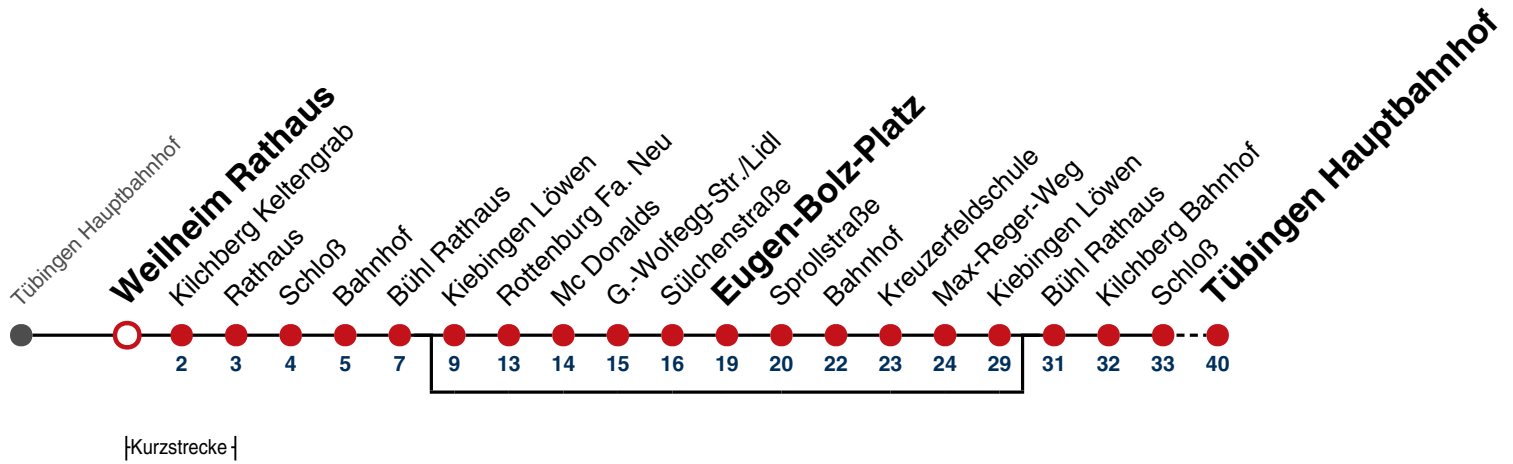 Tübingen Hauptbahnhof
Weilheim Rathaus
Kilchberg Keltengrab
Rathaus
Schloß
Bahnhof
Bühl Rathaus
Kiebingen Löwen
Rottenburg Fa. Neu
Mc Donalds
G.-Wolfegg-Str./Lidl
Sülchenstraße
Eugen-Bolz-Platz
Sprollstraße
Bahnhof
Kreuzerfeldschule
Max-Reger-Weg
Kiebingen Löwen
Bühl Rathaus
Kilchberg Bahnhof
Schloß
Tübingen Hauptbahnhof
2 3 4 5 7 9 13 14 15 16 19 20 22 23 24 29 31 32 33 40
Kurzstrecke